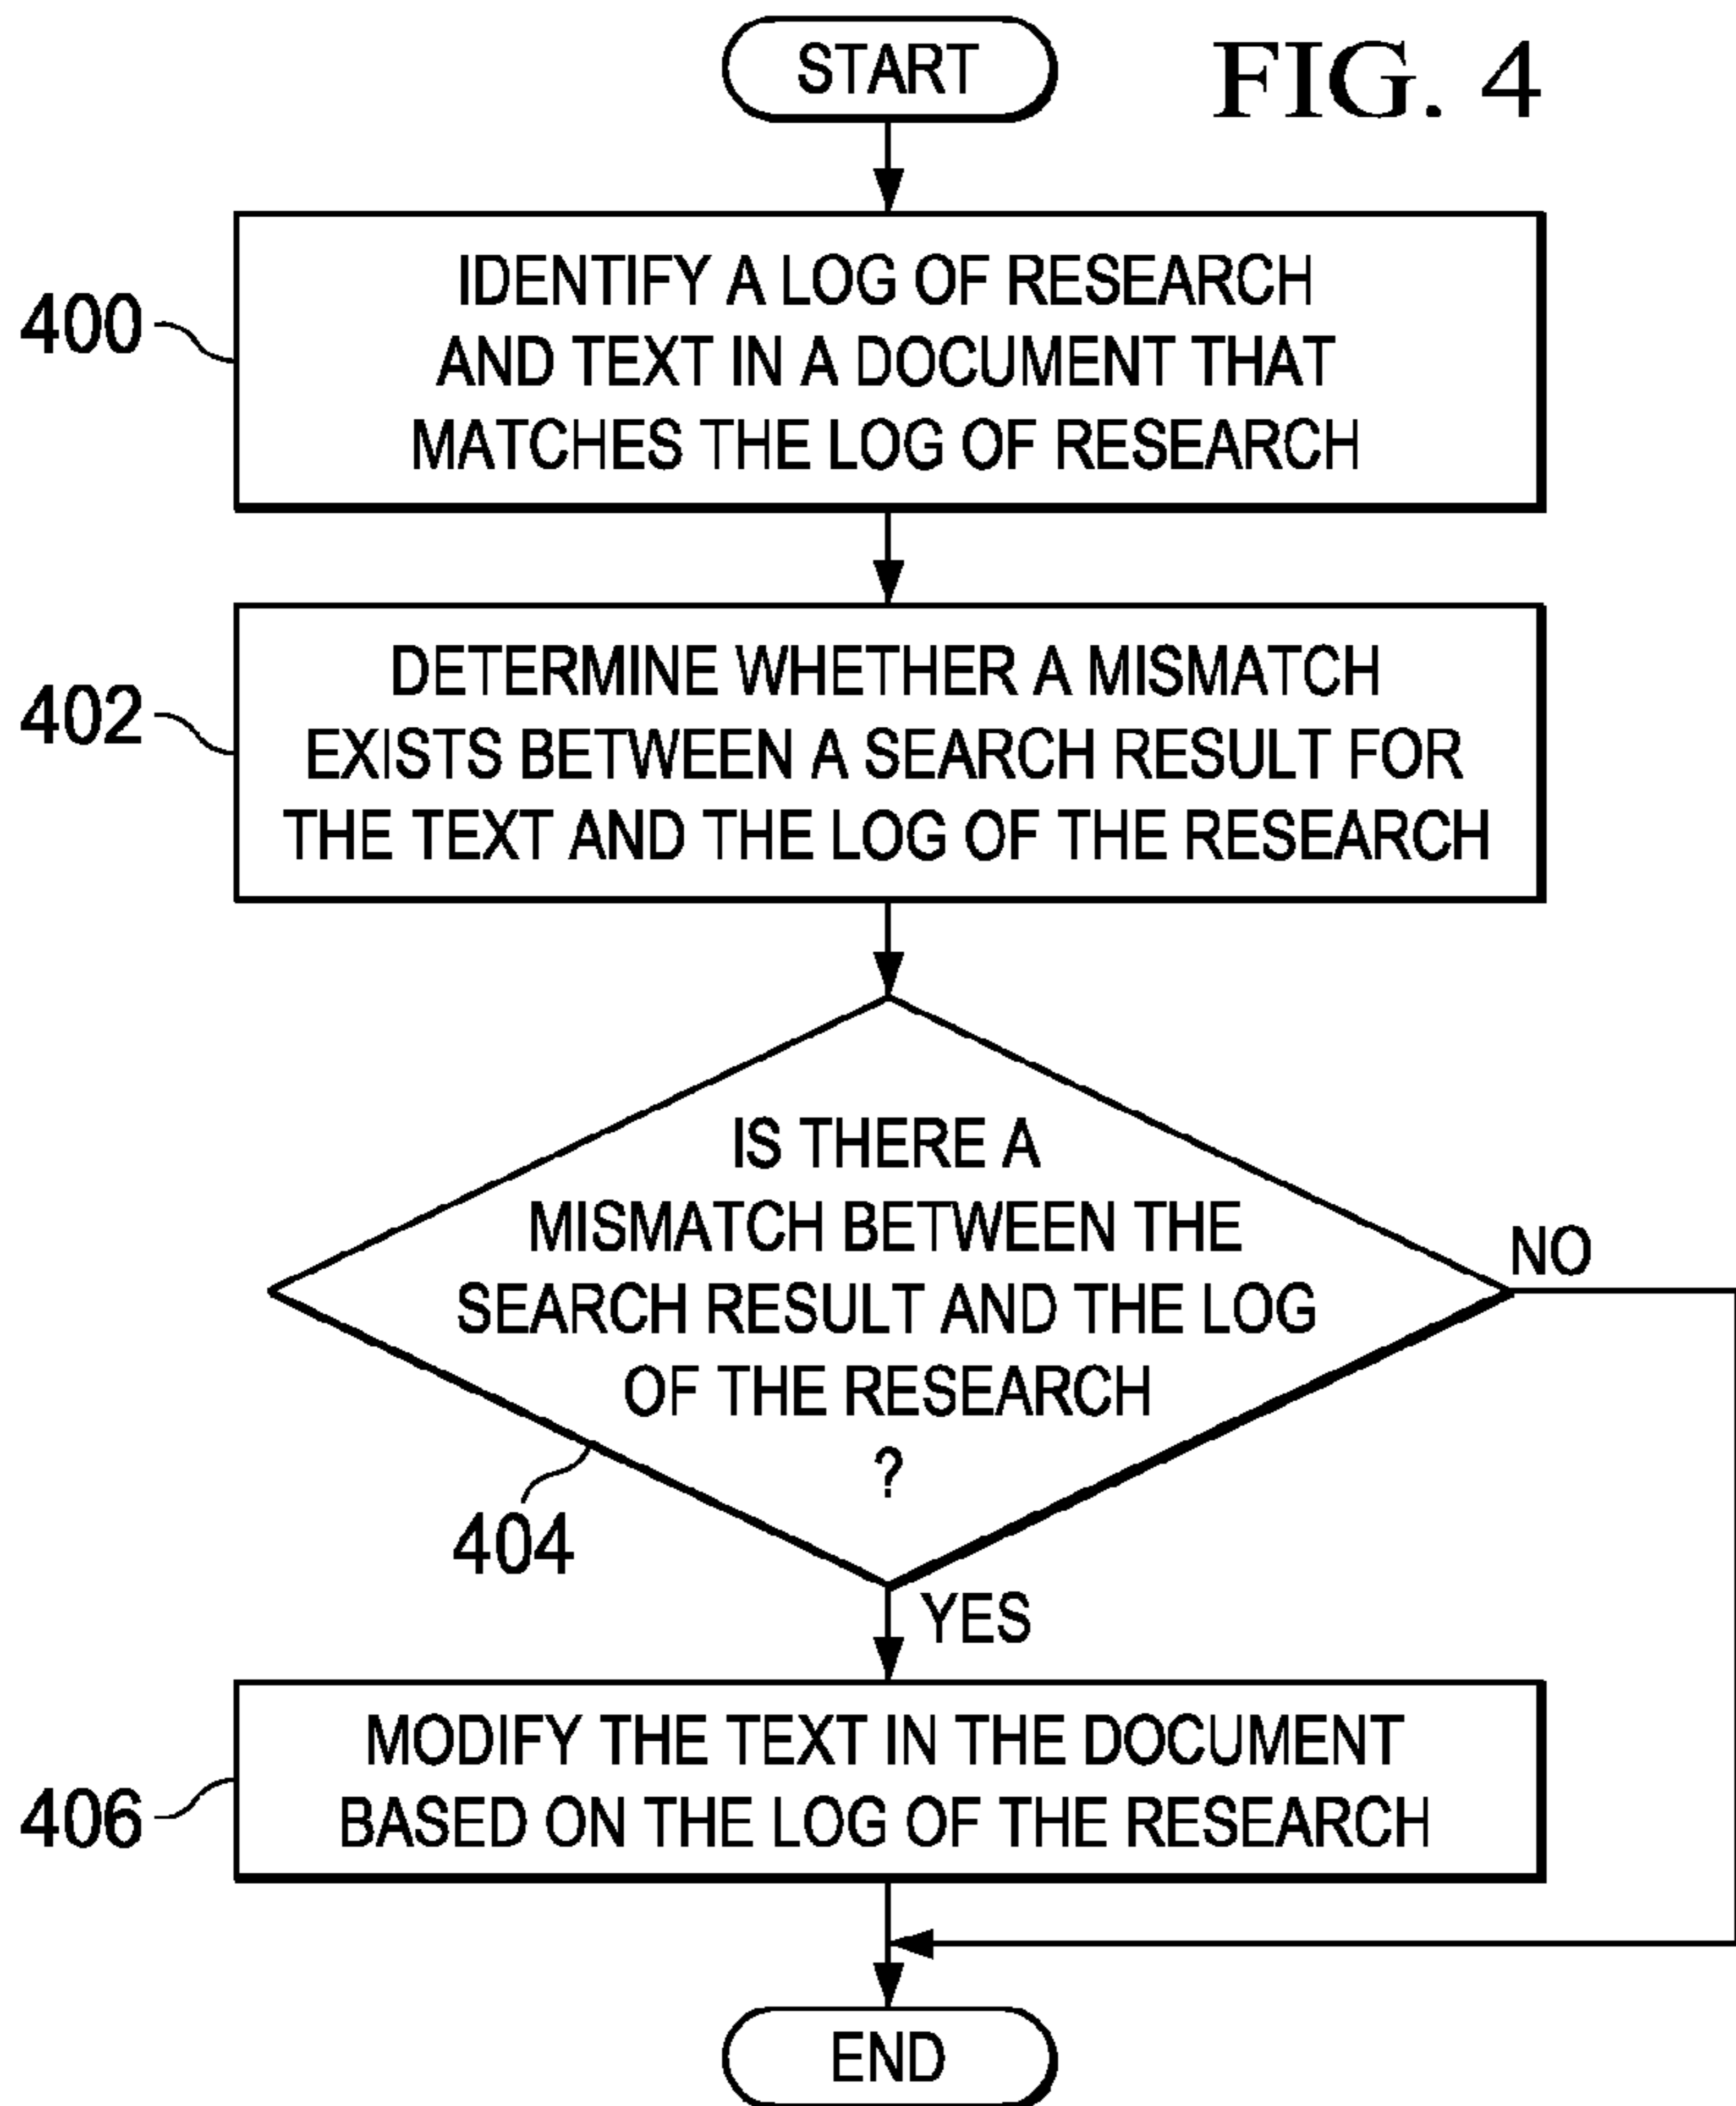 START
FIG. 4
400
IDENTIFY A LOG OF RESEARCH
AND TEXT IN A DOCUMENT THAT
MATCHES THE LOG OF RESEARCH
402
DETERMINE WHETHER A MISMATCH
EXISTS BETWEEN A SEARCH RESULT FOR
THE TEXT AND THE LOG OF THE RESEARCH
IS THERE A
MISMATCH BETWEEN THE
SEARCH RESULT AND THE LOG
OF THE RESEARCH
?
NO
404
YES
406
MODIFY THE TEXT IN THE DOCUMENT
BASED ON THE LOG OF THE RESEARCH
END